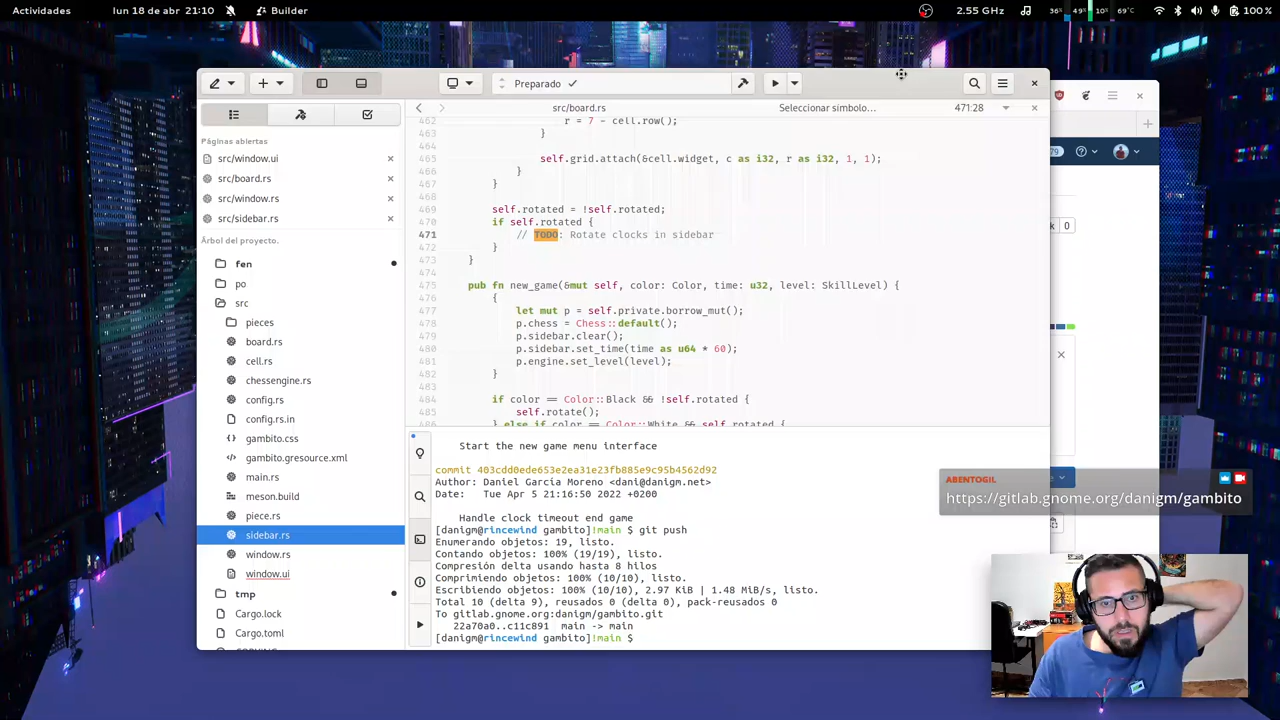 Actividades
lun 18 de abr 21:10
Builder
2.55 GHz
36%
49%
10%
69°C
100 %
Preparado
src/board.rs
Seleccionar símbolo…
471:28
Páginas abiertas
src/window.ui
src/board.rs
src/window.rs
src/sidebar.rs
Árbol del proyecto.
fen
po
src
pieces
board.rs
cell.rs
chessengine.rs
config.rs
config.rs.in
gambito.css
gambito.gresource.xml
main.rs
meson.build
piece.rs
sidebar.rs
window.rs
window.ui
tmp
Cargo.lock
Cargo.toml
462 r = 7 - cell.row();
463 }
464
465 self.grid.attach(&cell.widget, c as i32, r as i32, 1, 1);
466 }
467 }
468
469 self.rotated = !self.rotated;
470 if self.rotated {
471 // TODO: Rotate clocks in sidebar
472 }
473 }
474
475 pub fn new_game(&mut self, color: Color, time: u32, level: SkillLevel) {
476 {
477 let mut p = self.private.borrow_mut();
478 p.chess = Chess::default();
479 p.sidebar.clear();
480 p.sidebar.set_time(time as u64 * 60);
481 p.engine.set_level(level);
482 }
483
484 if color == Color::Black && !self.rotated {
485 self.rotate();
486 } else if color == Color::White && self.rotated {
Start the new game menu interface
commit 403cdd0ede653e2ea31e23fb885e9c95b4562d92
Author: Daniel Garcia Moreno <dani@danigm.net>
Date: Tue Apr 5 21:16:50 2022 +0200
Handle clock timeout end game
[danigm@rincewind gambito]!main $ git push
Enumerando objetos: 19, listo.
Contando objetos: 100% (19/19), listo.
Compresión delta usando hasta 8 hilos
Comprimiendo objetos: 100% (10/10), listo.
Escribiendo objetos: 100% (10/10), 2.97 KiB | 1.48 MiB/s, listo.
Total 10 (delta 9), reusados 0 (delta 0), pack-reusados 0
To gitlab.gnome.org:danigm/gambito.git
22a70a0..c11c891 main -> main
[danigm@rincewind gambito]!main $
79
k 0
ABENTOGIL
https://gitlab.gnome.org/danigm/gambito